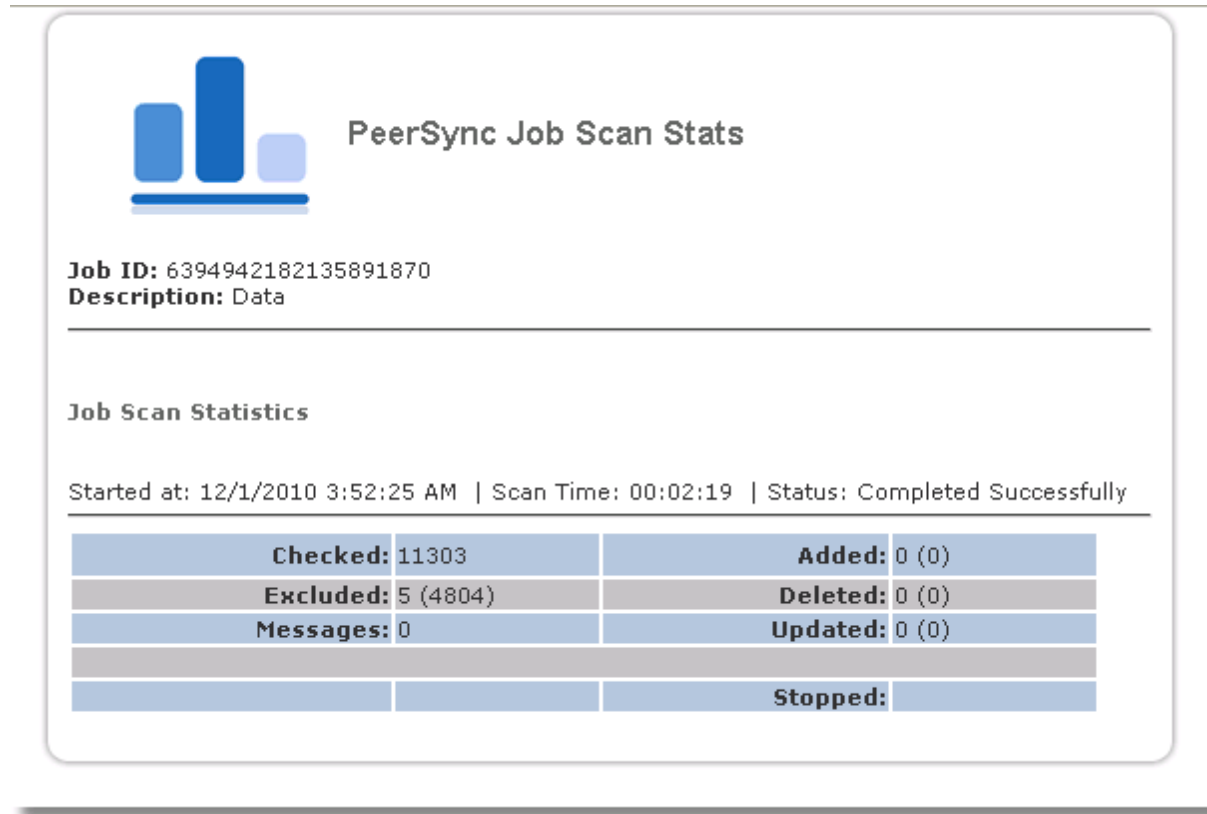 PeerSync Job Scan Stats
Job ID: 6394942182135891870
Description: Data
Job Scan Statistics
Started at: 12/1/2010 3:52:25 AM | Scan Time: 00:02:19 | Status: Completed Successfully
Checked: 11303 Added: 0 (0)
Excluded: 5 (4804) Deleted: 0 (0)
Messages: 0 Updated: 0 (0)
Stopped: